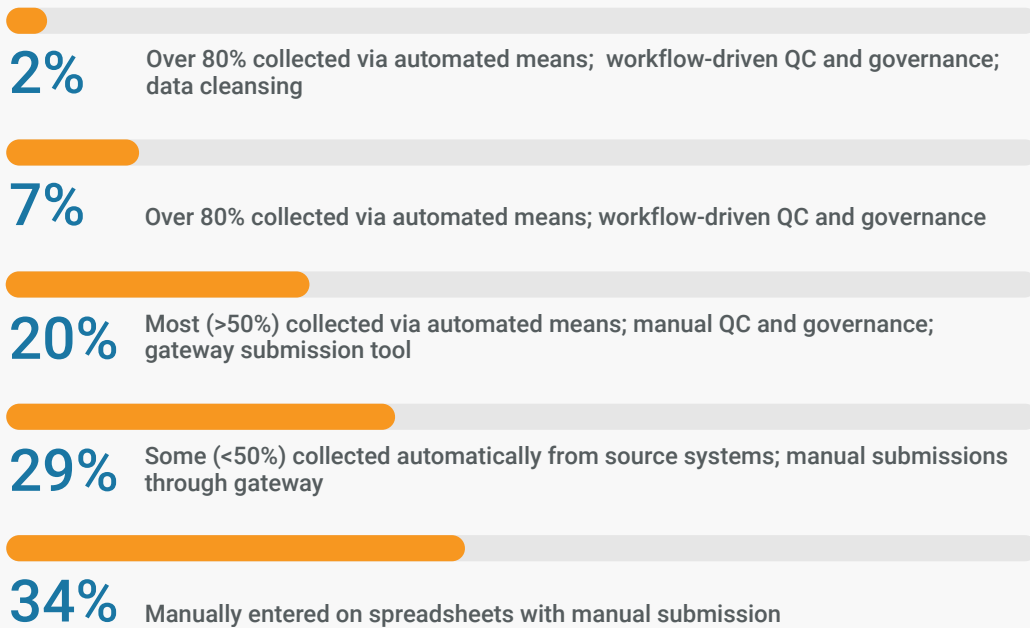 2%
Over 80% collected via automated means; workflow-driven QC and governance;
data cleansing
7%
Over 80% collected via automated means; workflow-driven QC and governance
20%
Most (>50%) collected via automated means; manual QC and governance;
gateway submission tool
29%
Some (<50%) collected automatically from source systems; manual submissions
through gateway
34%
Manually entered on spreadsheets with manual submission